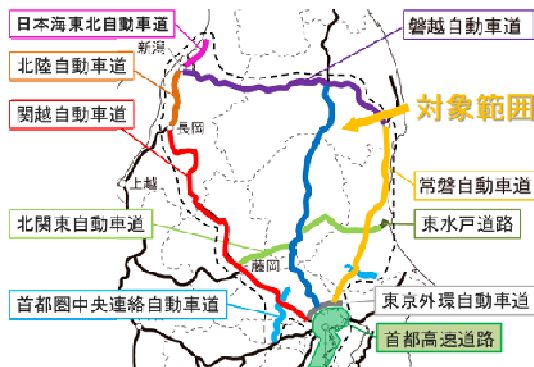 日本海東北自動車道
磐越自動車道
新潟
北陸自動車道
対象範囲
関越自動車道
長岡
上越
常磐自動車道
北関東自動車道
東水戸道路
藤岡
首都圏中央連絡自動車道
東京外環自動車道
首都高速道路